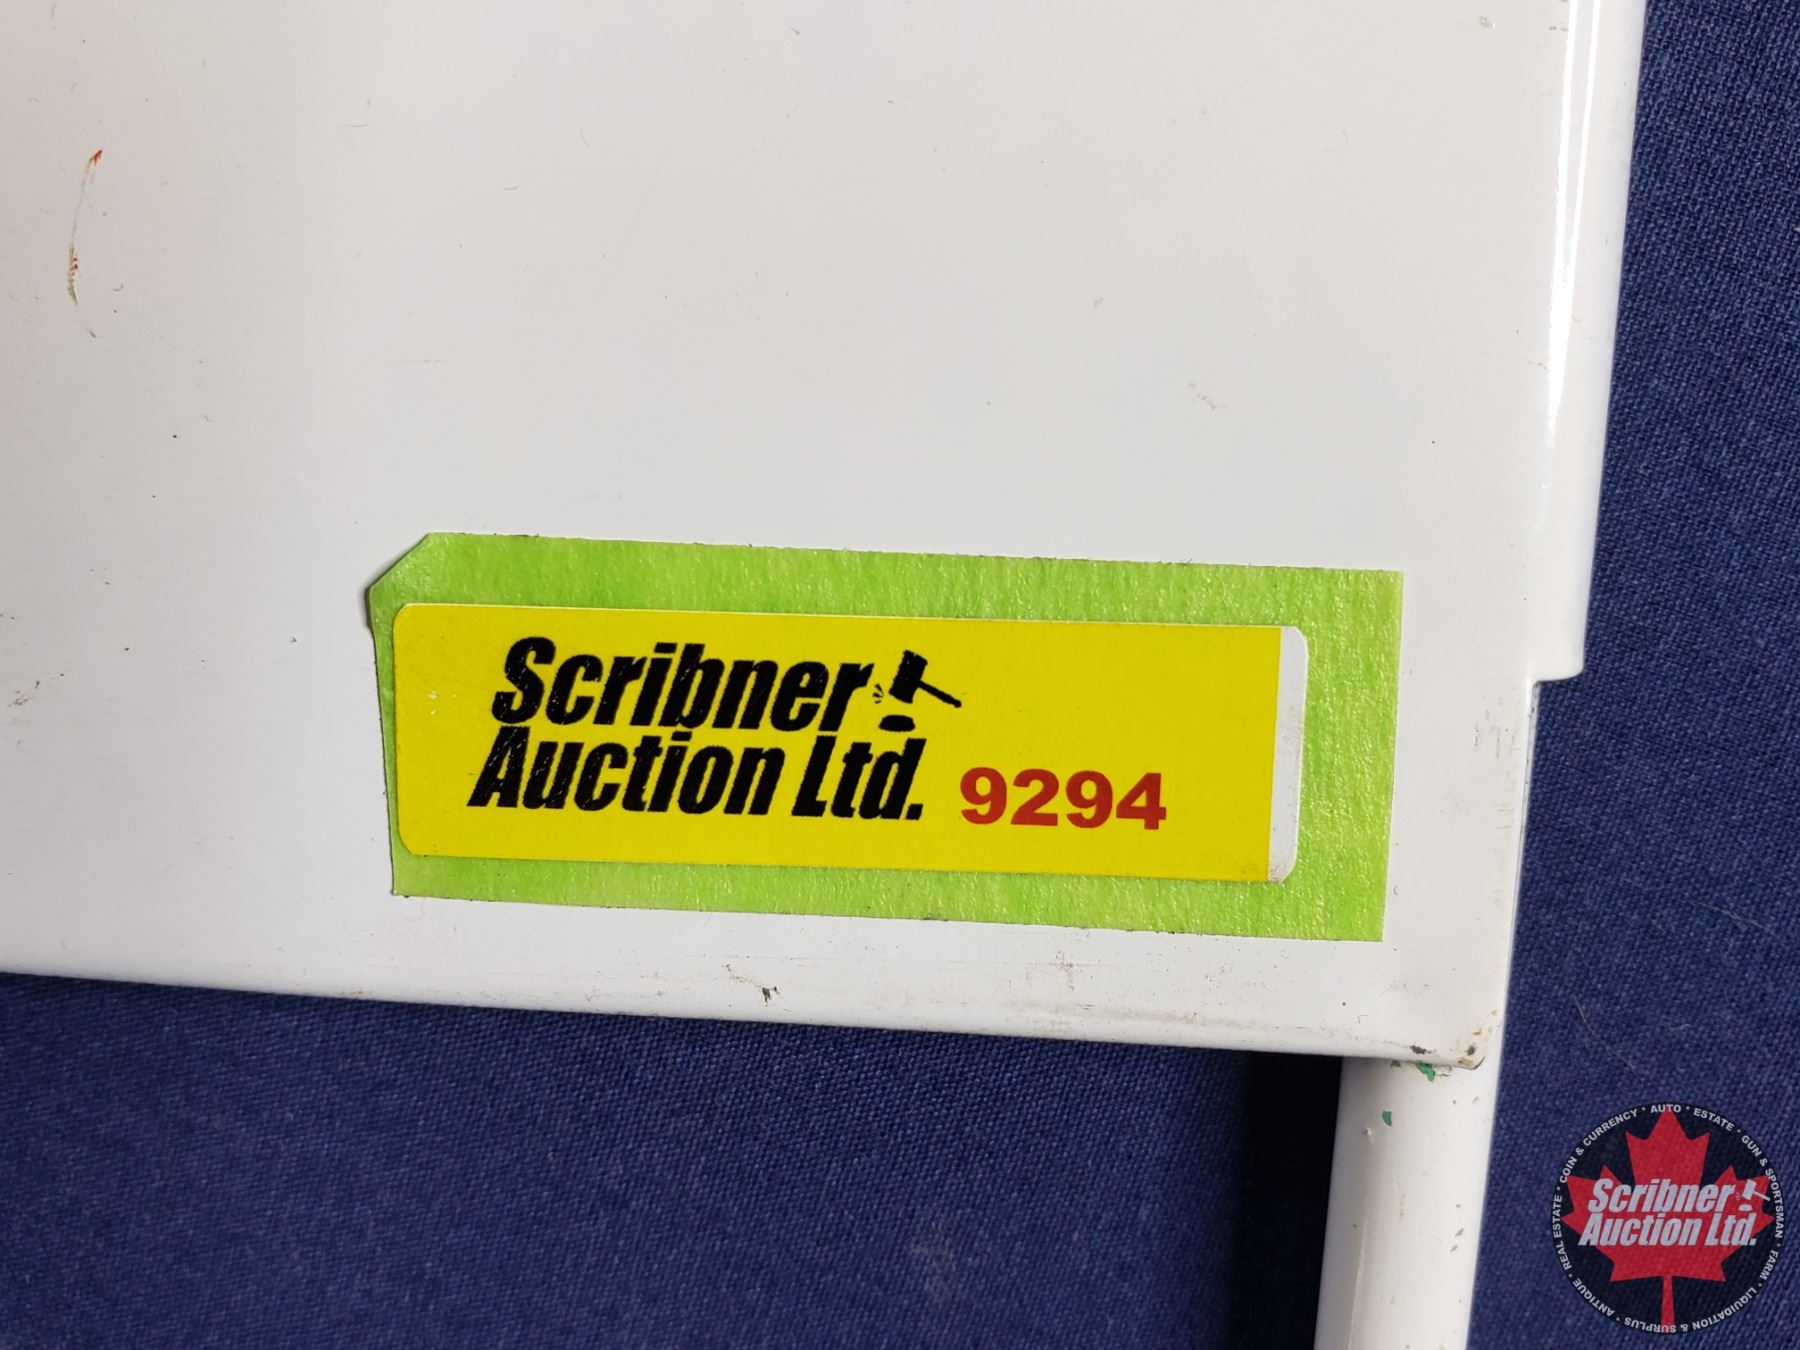 Scribner
Auction Ltd. 9294
COIN & CURRENCY * AUTO * ESTATE * GUN & SPORTSMAN * FARM * LIQUIDATION & SURPLUS * ANTIQUE * REAL ESTATE *
Scribner
Auction Ltd.